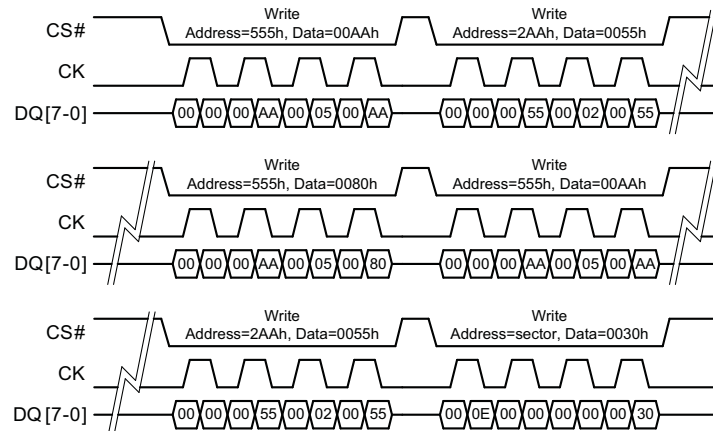 Write Write
CS# Address=555h, Data=00AAh Address=2AAh, Data=0055h
CK
DQ[7-0] 00 00 00 AA 00 05 00 AA 00 00 00 55 00 02 00 55
Write Write
CS# Address=555h, Data=0080h Address=555h, Data=00AAh
CK
DQ[7-0] 00 00 00 AA 00 05 00 80 00 00 00 AA 00 05 00 AA
Write Write
CS# Address=2AAh, Data=0055h Address=sector, Data=0030h
CK
DQ[7-0] 00 00 00 55 00 02 00 55 00 0E 00 00 00 00 00 30